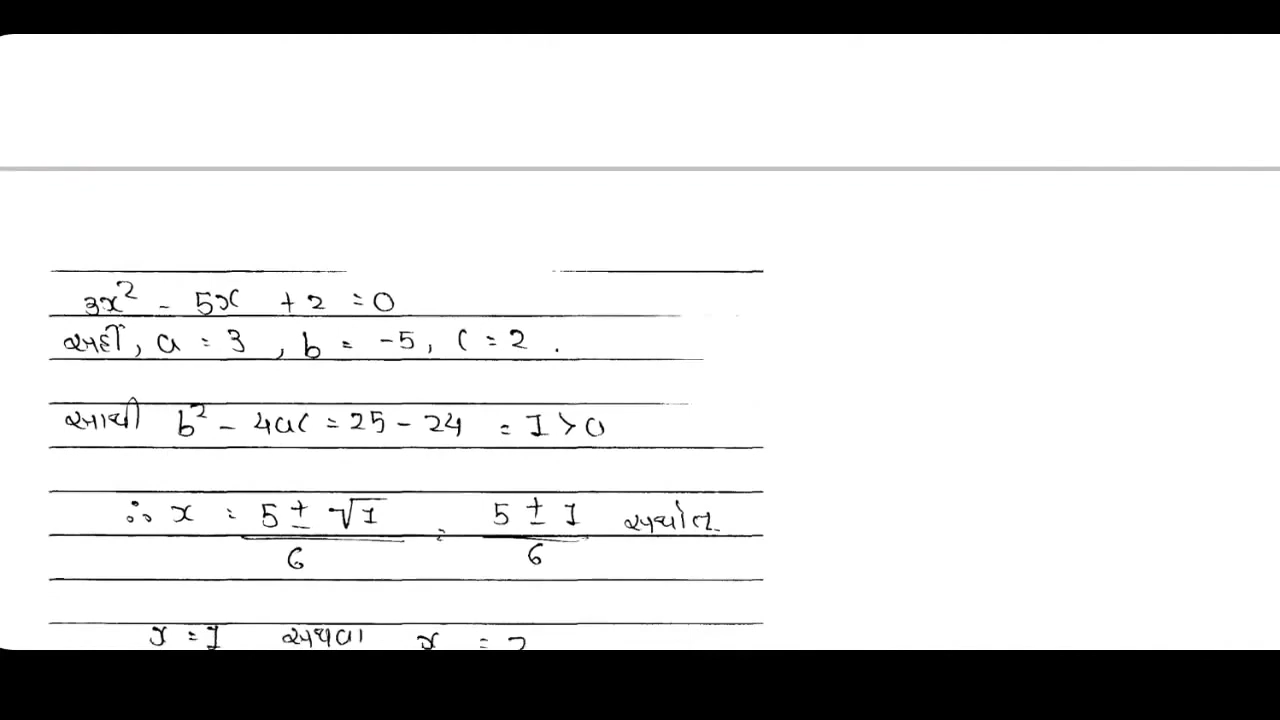 3x² - 5x + 2 = 0
અહીં, a = 3, b = -5, c = 2.
આથી b² - 4ac = 25 - 24 = 1 > 0
∴ x = (5 ± √1)/6 = (5 ± 1)/6 અર્થાત્
x = 1 અથવા x =